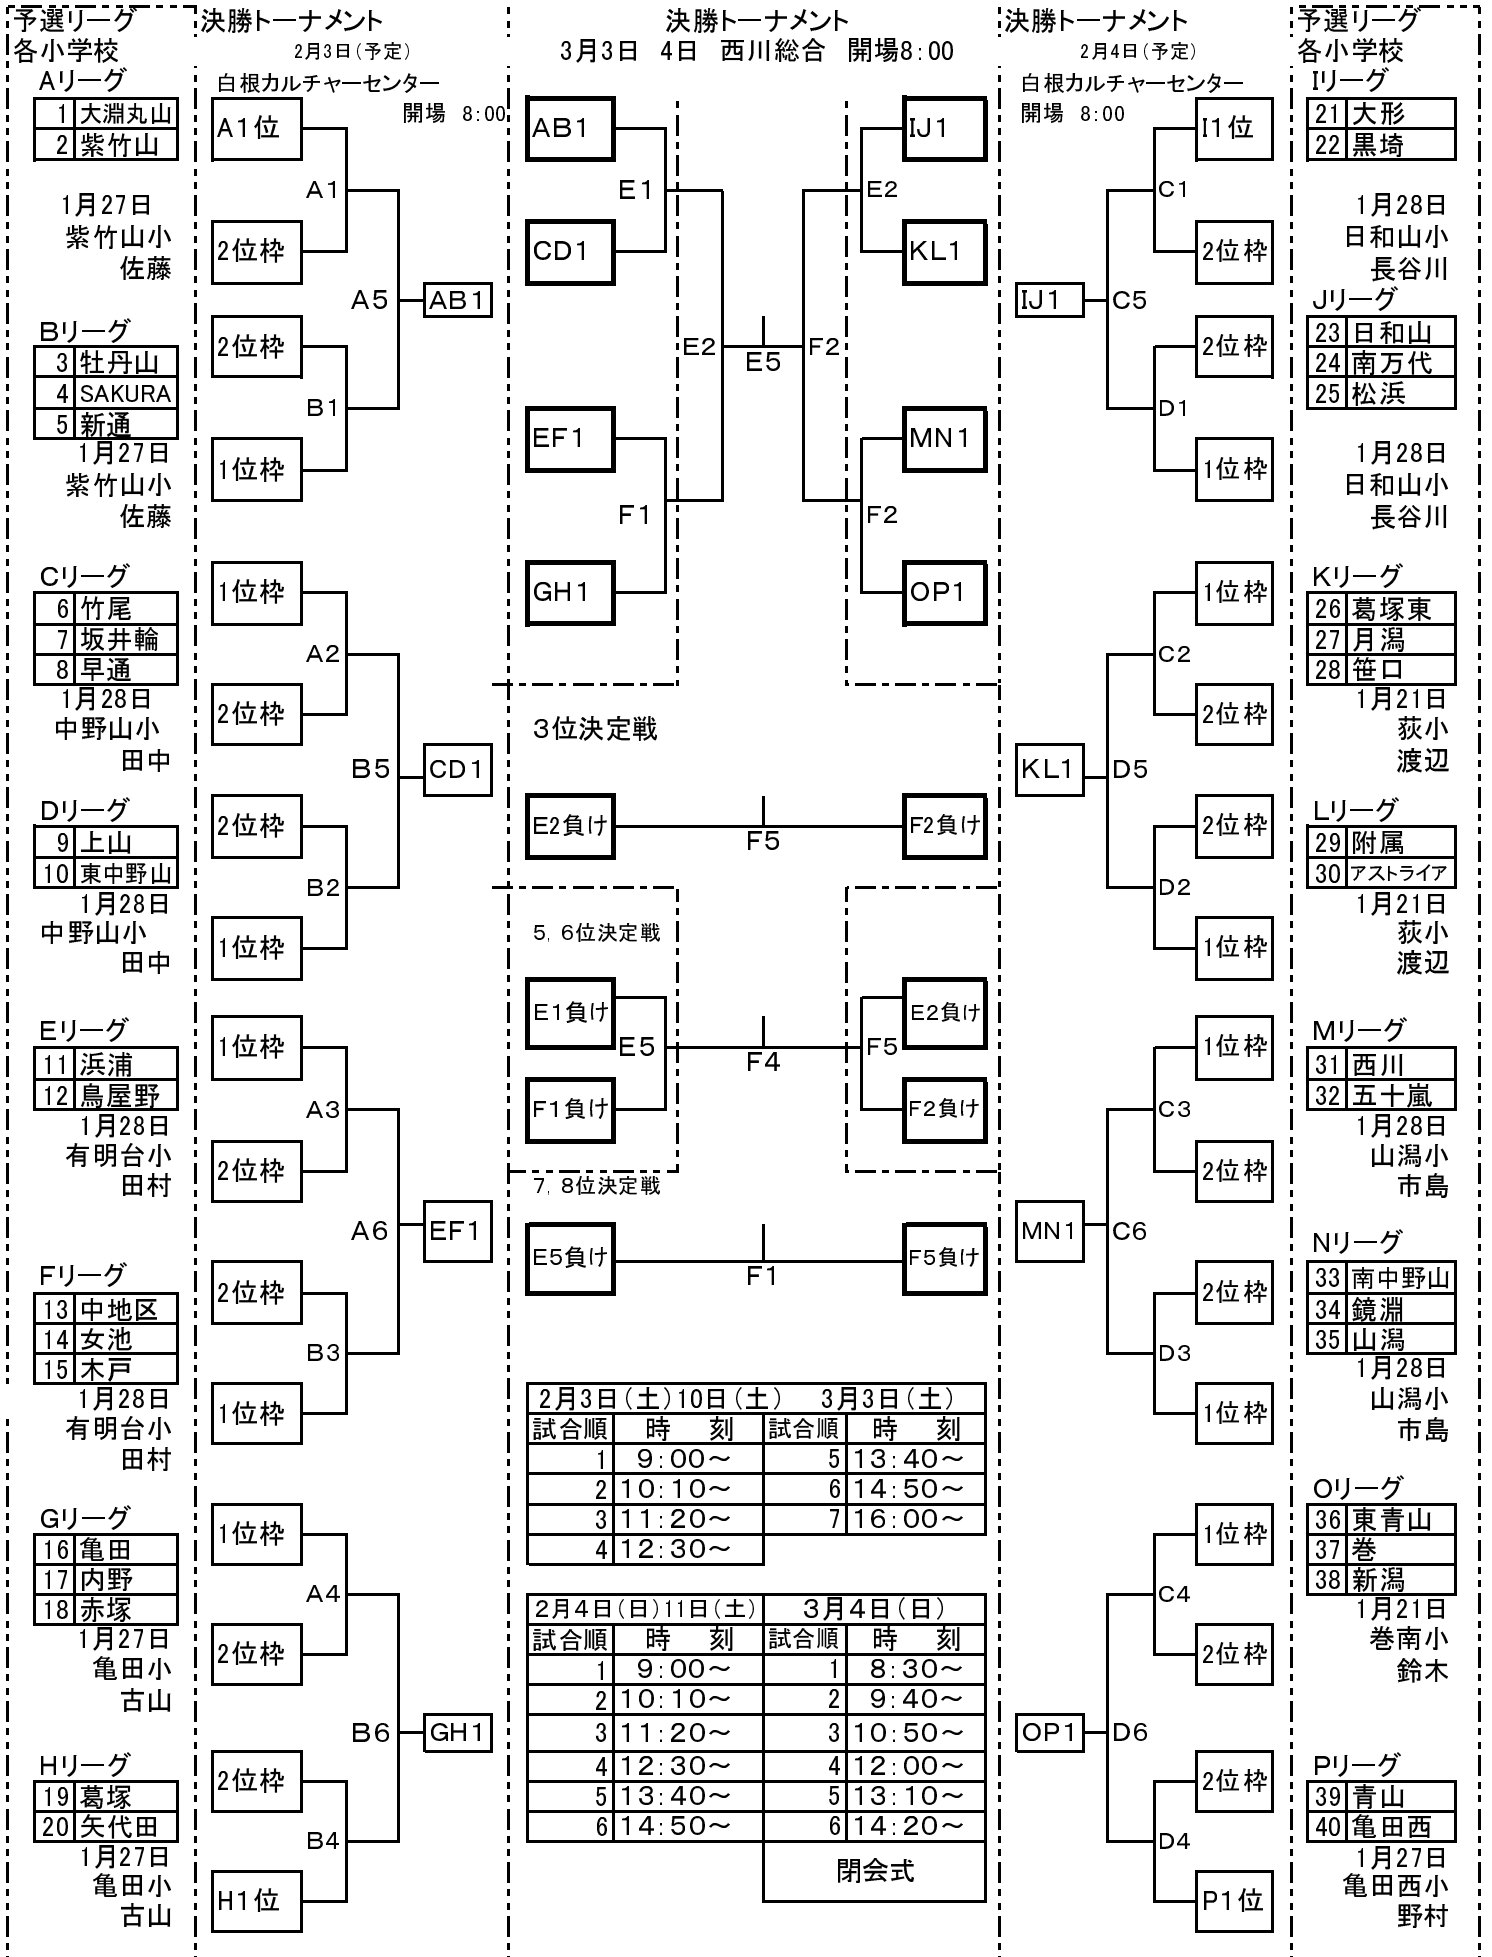 予選リーグ
各小学校
Aリーグ
1 大淵丸山
2 紫竹山
1月27日
紫竹山小
佐藤
Bリーグ
3 牡丹山
4 SAKURA
5 新通
1月27日
紫竹山小
佐藤
Cリーグ
6 竹尾
7 坂井輪
8 早通
1月28日
中野山小
田中
Dリーグ
9 上山
10 東中野山
1月28日
中野山小
田中
Eリーグ
11 浜浦
12 鳥屋野
1月28日
有明台小
田村
Fリーグ
13 中地区
14 女池
15 木戸
1月28日
有明台小
田村
Gリーグ
16 亀田
17 内野
18 赤塚
1月27日
亀田小
古山
Hリーグ
19 葛塚
20 矢代田
1月27日
亀田小
古山
決勝トーナメント
2月3日(予定)
白根カルチャーセンター
開場 8:00
A1位
A1
2位枠
A5
AB1
2位枠
B1
1位枠
1位枠
A2
2位枠
B5
CD1
2位枠
B2
1位枠
1位枠
A3
2位枠
A6
EF1
2位枠
B3
1位枠
1位枠
A4
2位枠
B6
GH1
2位枠
B4
H1位
決勝トーナメント
3月3日 4日 西川総合 開場8:00
AB1
IJ1
E1
E2
CD1
KL1
E2
E5
F2
EF1
MN1
F1
F2
GH1
OP1
3位決定戦
E2負け
F5
F2負け
5,6位決定戦
E1負け
E2負け
E5
F4
F5
F1負け
F2負け
7,8位決定戦
E5負け
F1
F5負け
2月3日(土)10日(土) 3月3日(土)
試合順 時 刻 試合順 時 刻
1 9:00~ 5 13:40~
2 10:10~ 6 14:50~
3 11:20~ 7 16:00~
4 12:30~
2月4日(日)11日(土) 3月4日(日)
試合順 時 刻 試合順 時 刻
1 9:00~ 1 8:30~
2 10:10~ 2 9:40~
3 11:20~ 3 10:50~
4 12:30~ 4 12:00~
5 13:40~ 5 13:10~
6 14:50~ 6 14:20~
閉会式
決勝トーナメント
2月4日(予定)
白根カルチャーセンター
開場 8:00
I1位
C1
2位枠
IJ1
C5
2位枠
D1
1位枠
1位枠
C2
2位枠
KL1
D5
2位枠
D2
1位枠
1位枠
C3
2位枠
MN1
C6
2位枠
D3
1位枠
1位枠
C4
2位枠
OP1
D6
2位枠
D4
P1位
予選リーグ
各小学校
Iリーグ
21 大形
22 黒埼
1月28日
日和山小
長谷川
Jリーグ
23 日和山
24 南万代
25 松浜
1月28日
日和山小
長谷川
Kリーグ
26 葛塚東
27 月潟
28 笹口
1月21日
荻小
渡辺
Lリーグ
29 附属
30 アストライア
1月21日
荻小
渡辺
Mリーグ
31 西川
32 五十嵐
1月28日
山潟小
市島
Nリーグ
33 南中野山
34 鏡淵
35 山潟
1月28日
山潟小
市島
Oリーグ
36 東青山
37 巻
38 新潟
1月21日
巻南小
鈴木
Pリーグ
39 青山
40 亀田西
1月27日
亀田西小
野村